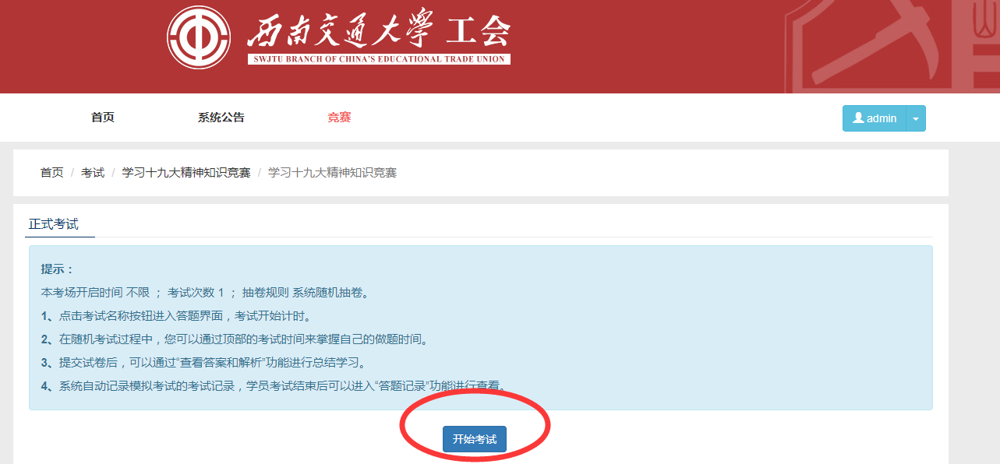 西南交通大学 工会
SWJTU BRANCH OF CHINA'S EDUCATIONAL TRADE UNION
首页 系统公告 竞赛 admin
首页 / 考试 / 学习十九大精神知识竞赛 / 学习十九大精神知识竞赛
正式考试
提示：
本考场开启时间 不限 ； 考试次数 1 ； 抽卷规则 系统随机抽卷。
1、点击考试名称按钮进入答题界面，考试开始计时。
2、在随机考试过程中，您可以通过顶部的考试时间来掌握自己的做题时间。
3、提交试卷后，可以通过“查看答案和解析”功能进行总结学习。
4、系统自动记录模拟考试的考试记录，学员考试结束后可以进入“答题记录”功能进行查看。
开始考试